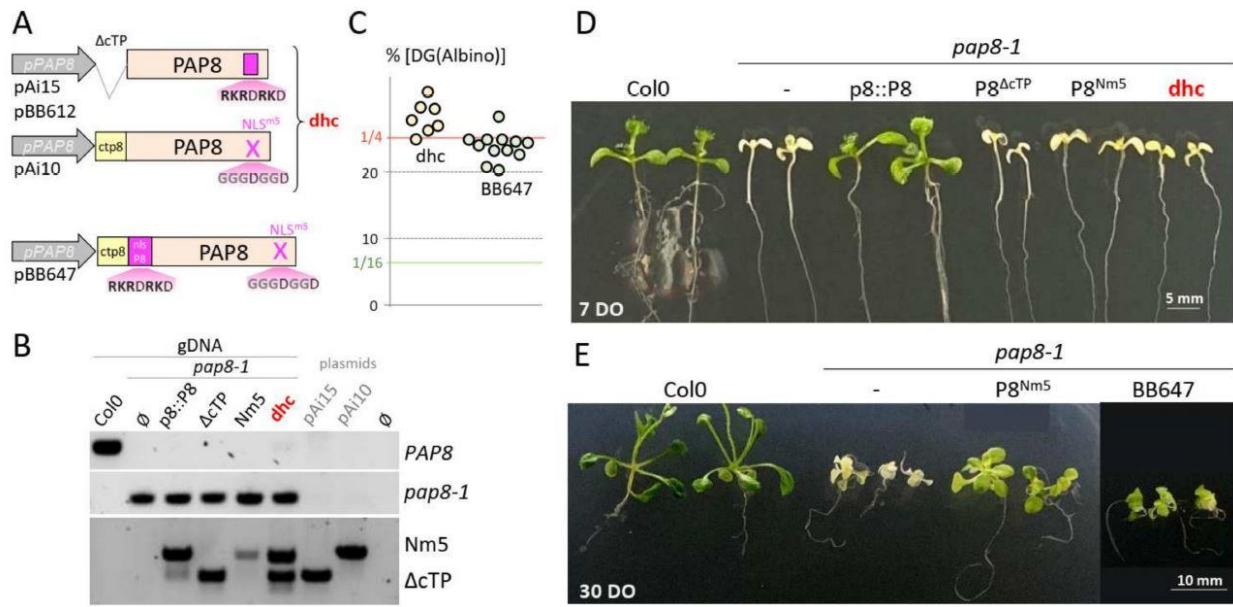 A
ΔcTP
pPAP8
PAP8
pAi15
pBB612
RKRDRKD
NLSm5
pPAP8
ctp8
PAP8
X
pAi10
GGGDGGD
dhc
NLSm5
pPAP8
ctp8
nls
P8
PAP8
X
pBB647
RKRDRKD
GGGDGGD
B
gDNA
pap8-1
plasmids
Col0
Ø
p8::P8
ΔcTP
Nm5
dhc
pAi15
pAi10
Ø
PAP8
pap8-1
Nm5
ΔcTP
C
% [DG(Albino)]
1/4
dhc
20
BB647
10
1/16
0
D
pap8-1
Col0 - p8::P8 P8ΔcTP P8Nm5 dhc
7 DO
5 mm
E
pap8-1
Col0 - P8Nm5 BB647
30 DO
10 mm